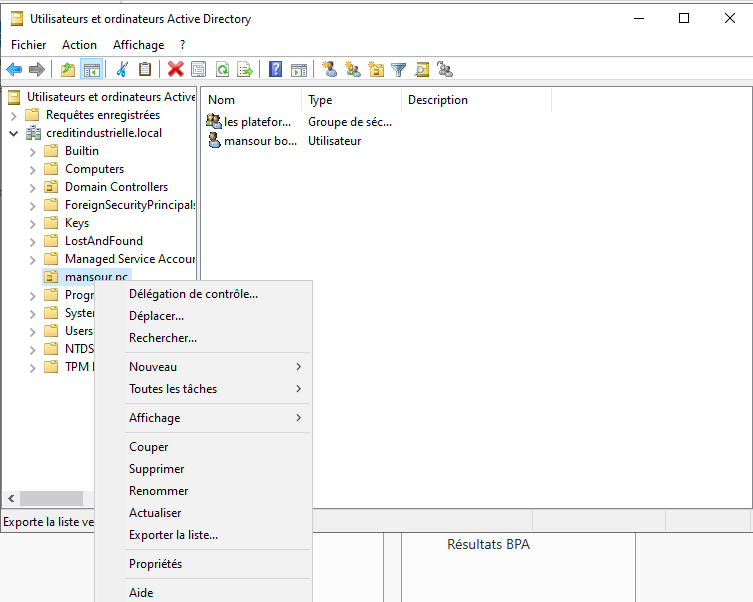 Utilisateurs et ordinateurs Active Directory
Fichier Action Affichage ?
Utilisateurs et ordinateurs Active
Requêtes enregistrées
creditindustrielle.local
Builtin
Computers
Domain Controllers
ForeignSecurityPrincipals
Keys
LostAndFound
Managed Service Accour
mansour pc
Progr
Syster
Users
NTDS
TPM
Nom Type Description
les platefor... Groupe de séc...
mansour bo... Utilisateur
Délégation de contrôle...
Déplacer...
Rechercher...
Nouveau
Toutes les tâches
Affichage
Couper
Supprimer
Renommer
Actualiser
Exporter la liste...
Propriétés
Aide
Exporte la liste ve
Résultats BPA